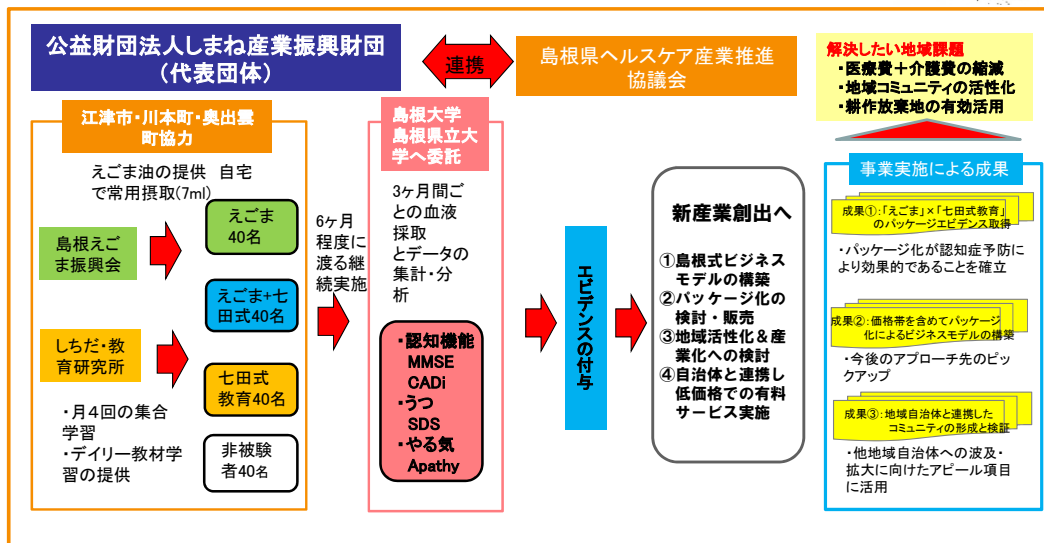 公益財団法人しまね産業振興財団
(代表団体)
連携
島根県ヘルスケア産業推進
協議会
解決したい地域課題
・医療費+介護費の縮減
・地域コミュニティの活性化
・耕作放棄地の有効活用
江津市・川本町・奥出雲
町協力
えごま油の提供 自宅
で常用摂取(7ml)
島根えご
ま振興会
しちだ・教
育研究所
・月4回の集合
学習
・デイリー教材学
習の提供
えごま
40名
えごま+七
田式40名
七田式
教育40名
非被験
者40名
6ヶ月
程度に
渡る継
続実施
島根大学
島根県立大
学へ委託
3ヶ月間ご
との血液
採取
とデータの
集計・分
析
・認知機能
MMSE
CADi
・うつ
SDS
・やる気
Apathy
エビデンスの付与
新産業創出へ
①島根式ビジネス
モデルの構築
②パッケージ化の
検討・販売
③地域活性化&産
業化への検討
④自治体と連携し
低価格での有料
サービス実施
事業実施による成果
成果①:「えごま」×「七田式教育」
のパッケージエビデンス取得
・パッケージ化が認知症予防に
より効果的であることを確立
成果②:価格帯を含めてパッケージ
化によるビジネスモデルの構築
・今後のアプローチ先のピッ
クアップ
成果③:地域自治体と連携した
コミュニティの形成と検証
・他地域自治体への波及・
拡大に向けたアピール項目
に活用